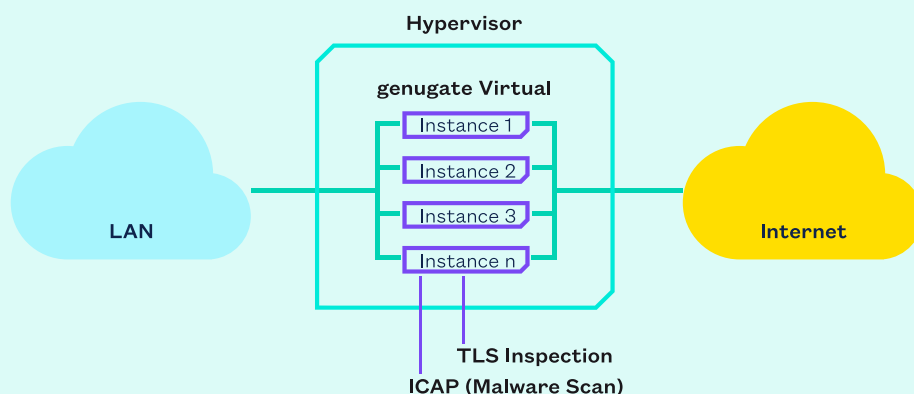 Hypervisor
genugate Virtual
Instance 1
Instance 2
Instance 3
Instance n
LAN
Internet
TLS Inspection
ICAP (Malware Scan)